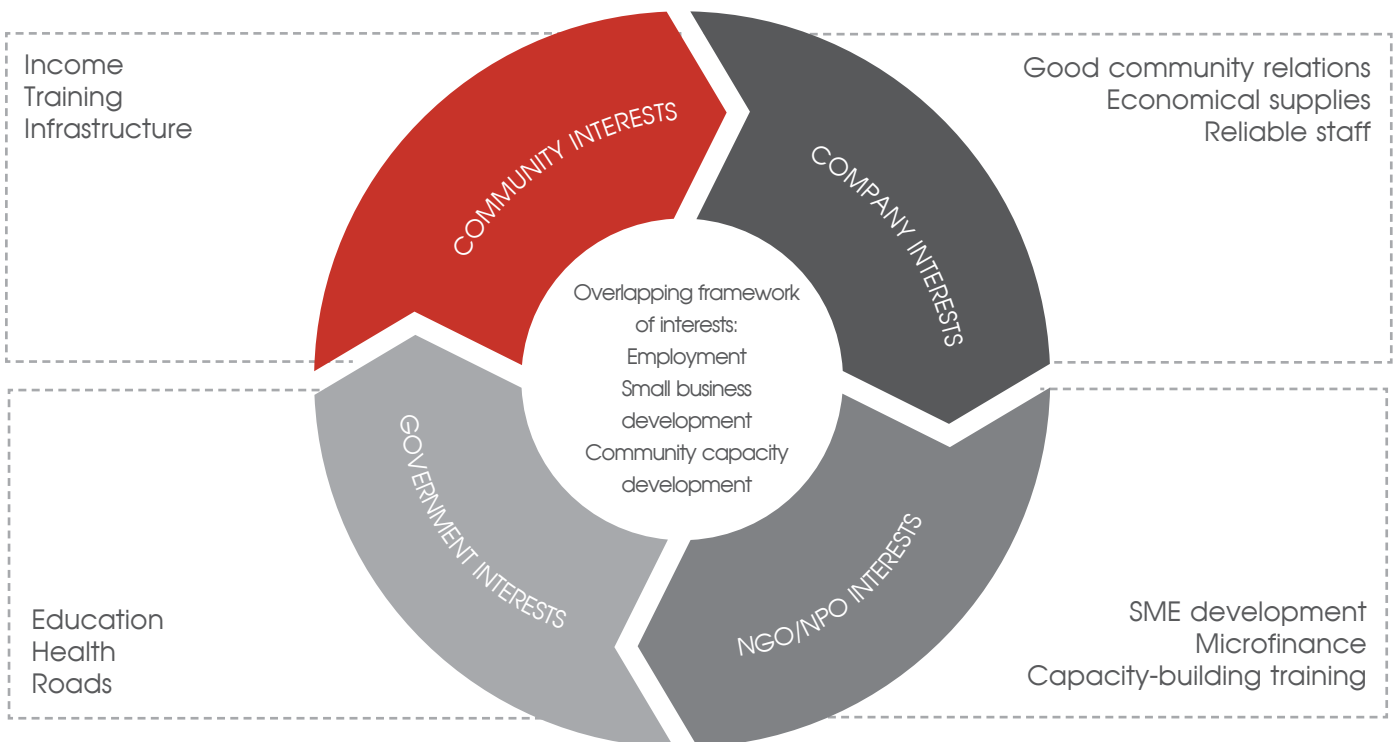 Income
Training
Infrastructure
COMMUNITY INTERESTS
Good community relations
Economical supplies
Reliable staff
COMPANY INTERESTS
Overlapping framework
of interests:
Employment
Small business
development
Community capacity
development
GOVERNMENT INTERESTS
Education
Health
Roads
NGO/NPO INTERESTS
SME development
Microfinance
Capacity-building training